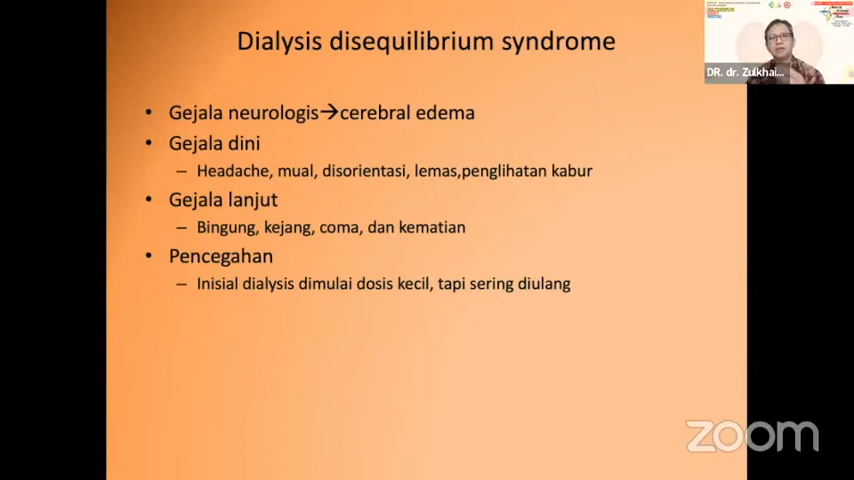 Dialysis disequilibrium syndrome
• Gejala neurologis→cerebral edema
• Gejala dini
– Headache, mual, disorientasi, lemas,penglihatan kabur
• Gejala lanjut
– Bingung, kejang, coma, dan kematian
• Pencegahan
– Inisial dialysis dimulai dosis kecil, tapi sering diulang
DR. dr. Zulkhai...
zoom